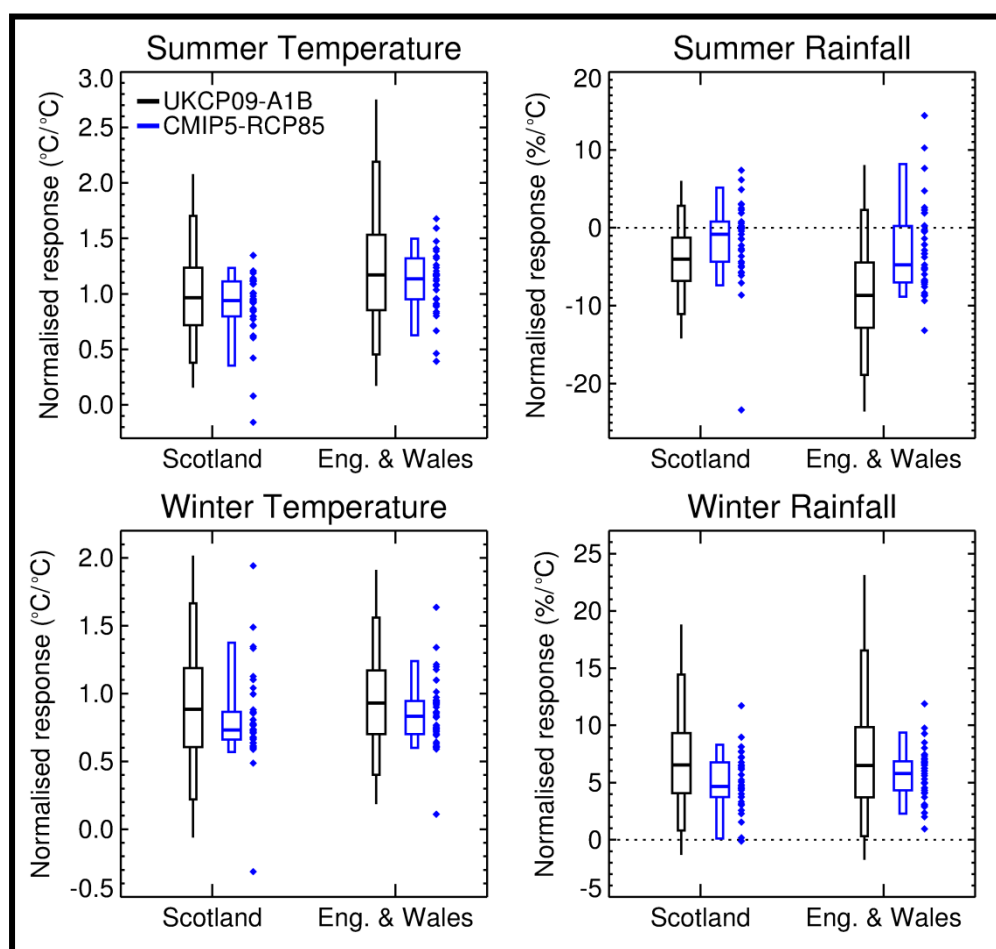 Summer Temperature
Normalised response (°C/°C)
3.0
2.5
2.0
1.5
1.0
0.5
0.0
UKCP09-A1B
CMIP5-RCP85
Scotland
Eng. & Wales
Summer Rainfall
Normalised response (%/°C)
20
10
0
-10
-20
Scotland
Eng. & Wales
Winter Temperature
Normalised response (°C/°C)
2.0
1.5
1.0
0.5
0.0
-0.5
Scotland
Eng. & Wales
Winter Rainfall
Normalised response (%/°C)
25
20
15
10
5
0
-5
Scotland
Eng. & Wales